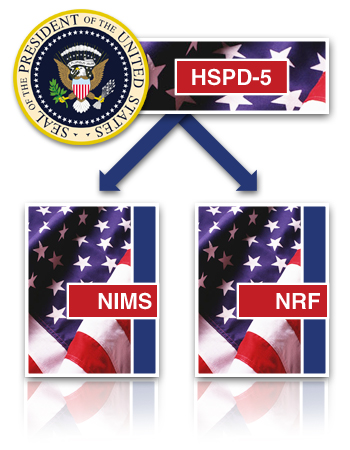 SEAL OF THE PRESIDENT OF THE UNITED STATES
HSPD-5
NIMS
NRF